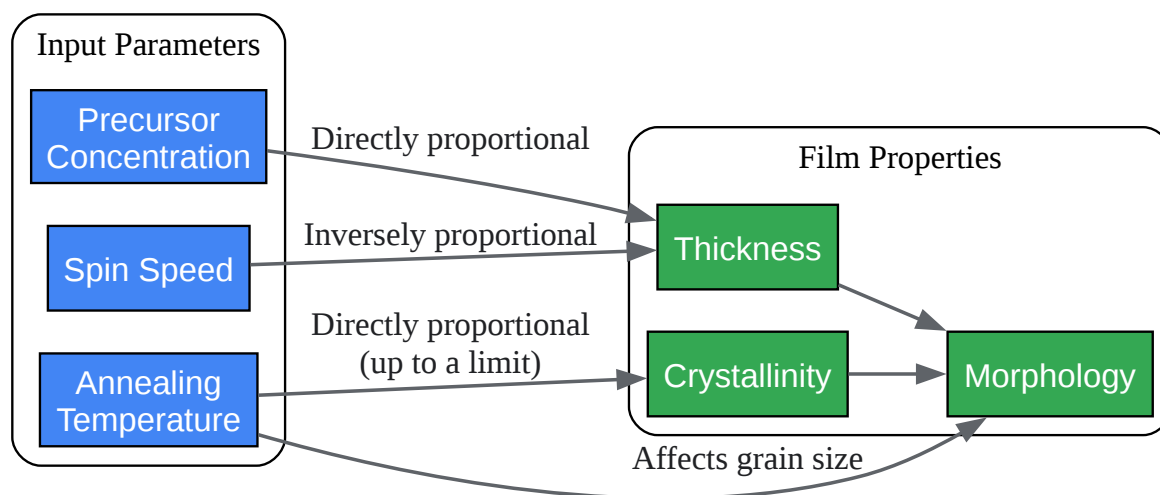 Input Parameters
Precursor
Concentration
Spin Speed
Annealing
Temperature
Directly proportional
Inversely proportional
Directly proportional
(up to a limit)
Affects grain size
Film Properties
Thickness
Crystallinity
Morphology